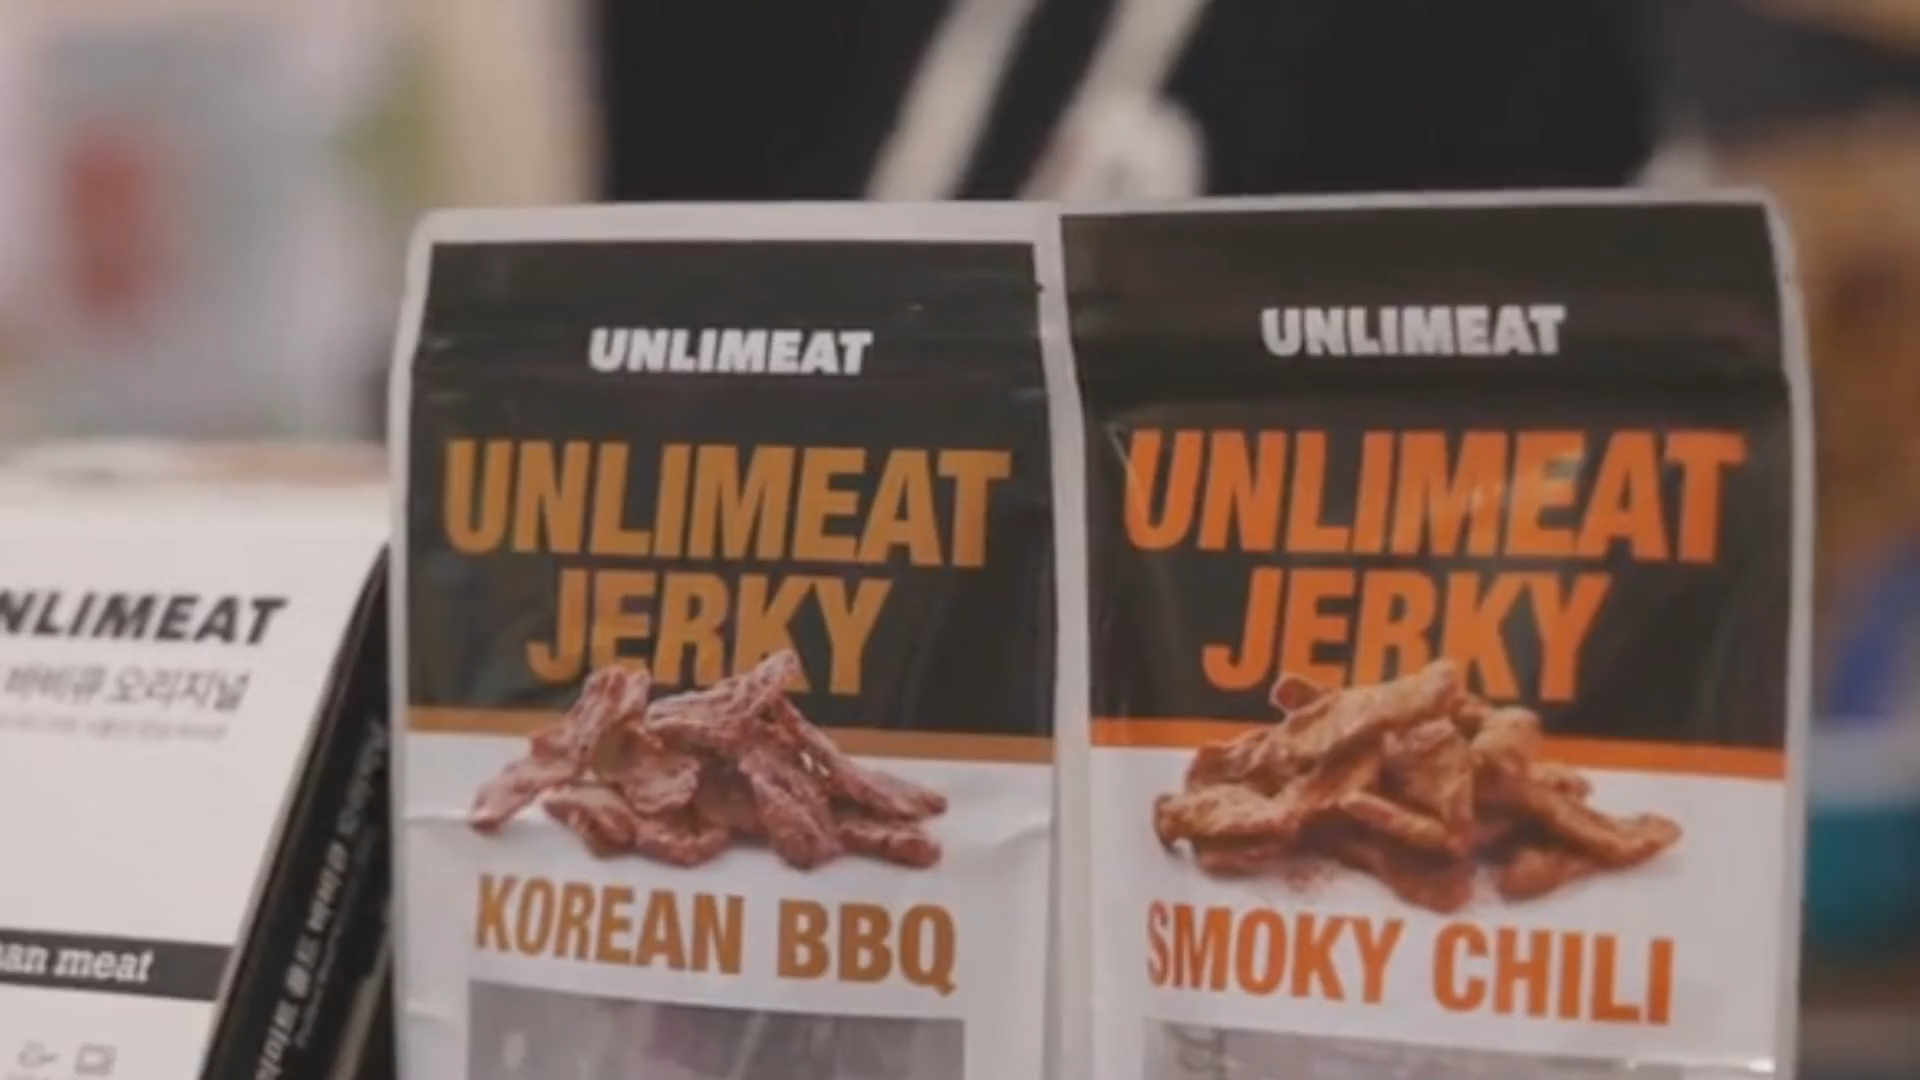 NLIMEAT
바비큐 오리지널
an meat
UNLIMEAT
UNLIMEAT
JERKY
KOREAN BBQ
UNLIMEAT
UNLIMEAT
JERKY
SMOKY CHILI